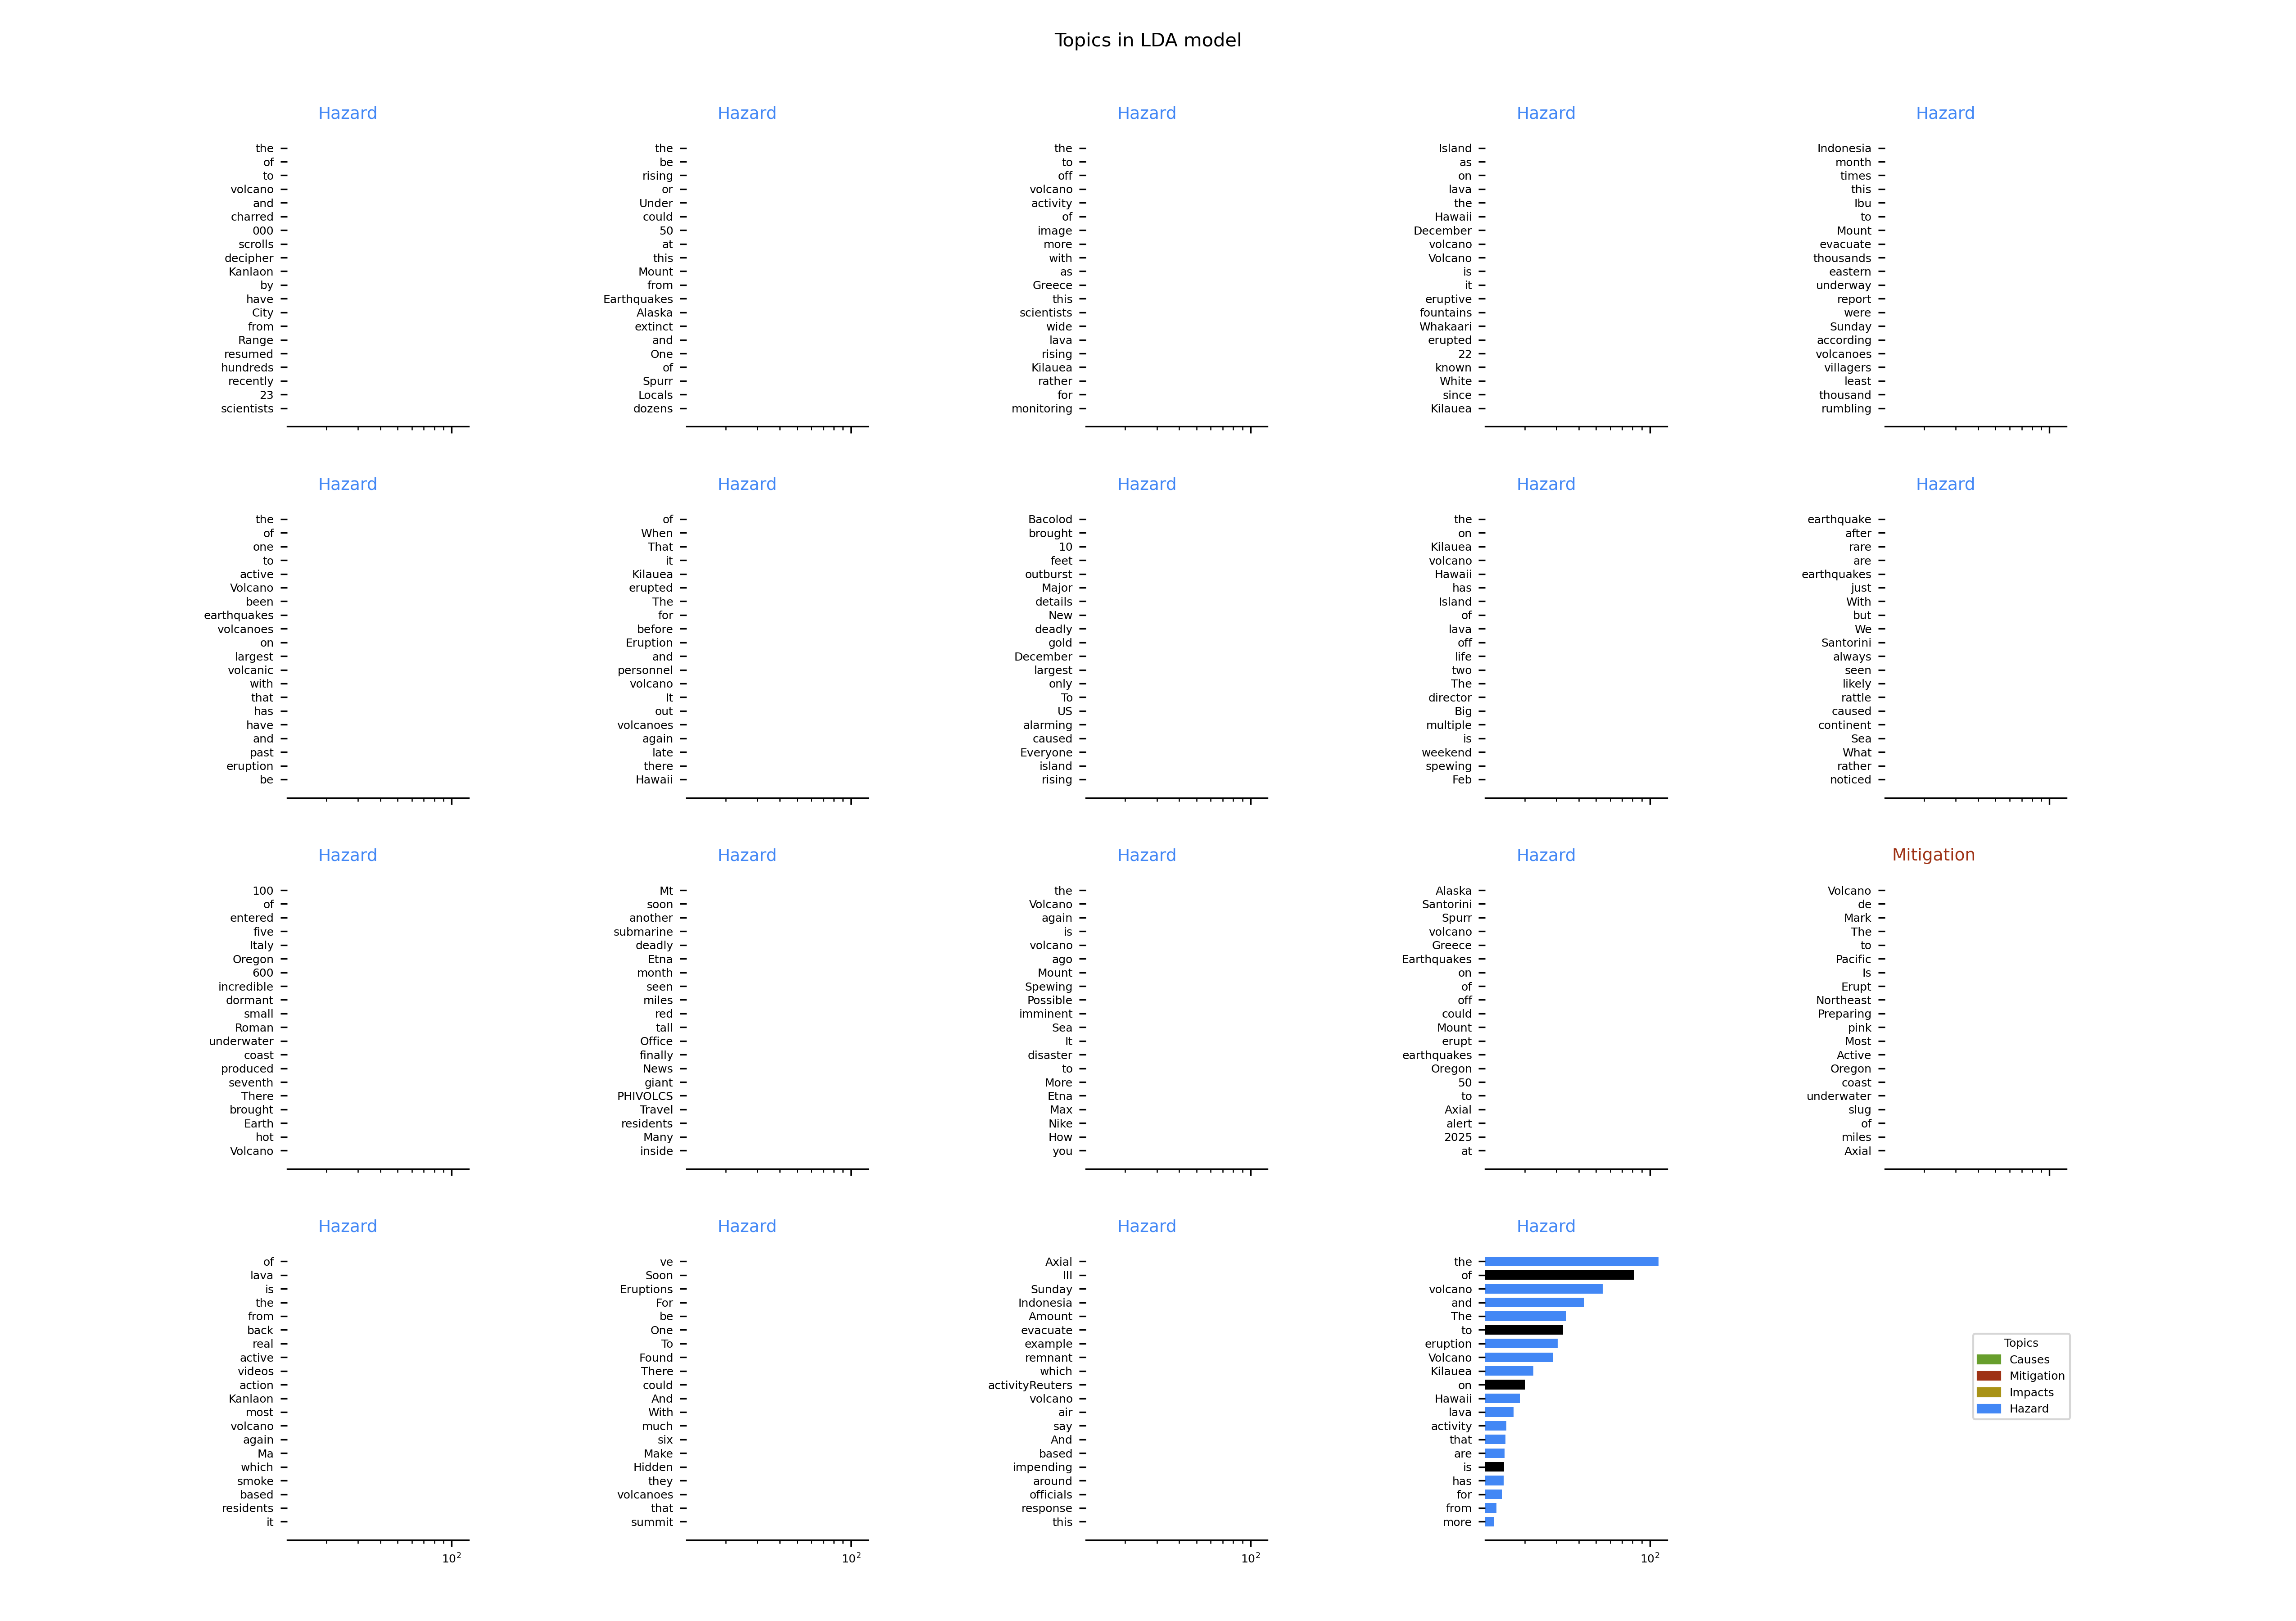 Topics in LDA model
Hazard
the
of
to
volcano
and
charred
000
scrolls
decipher
Kanlaon
by
have
City
from
Range
resumed
hundreds
recently
23
scientists
Hazard
the
be
rising
or
Under
could
50
at
this
Mount
from
Earthquakes
Alaska
extinct
and
One
of
Spurr
Locals
dozens
Hazard
the
to
off
volcano
activity
of
image
more
with
as
Greece
this
scientists
wide
lava
rising
Kilauea
rather
for
monitoring
Hazard
Island
as
on
lava
the
Hawaii
December
volcano
Volcano
is
it
eruptive
fountains
Whakaari
erupted
22
known
White
since
Kilauea
Hazard
Indonesia
month
times
this
Ibu
to
Mount
evacuate
thousands
eastern
underway
report
were
Sunday
according
volcanoes
villagers
least
thousand
rumbling
Hazard
the
of
one
to
active
Volcano
been
earthquakes
volcanoes
on
largest
volcanic
with
that
has
have
and
past
eruption
be
Hazard
of
When
That
it
Kilauea
erupted
The
for
before
Eruption
and
personnel
volcano
It
out
volcanoes
again
late
there
Hawaii
Hazard
Bacolod
brought
10
feet
outburst
Major
details
New
deadly
gold
December
largest
only
To
US
alarming
caused
Everyone
island
rising
Hazard
the
on
Kilauea
volcano
Hawaii
has
Island
of
lava
off
life
two
The
director
Big
multiple
is
weekend
spewing
Feb
Hazard
earthquake
after
rare
are
earthquakes
just
With
but
We
Santorini
always
seen
likely
rattle
caused
continent
Sea
What
rather
noticed
Hazard
100
of
entered
five
Italy
Oregon
600
incredible
dormant
small
Roman
underwater
coast
produced
seventh
There
brought
Earth
hot
Volcano
Hazard
Mt
soon
another
submarine
deadly
Etna
month
seen
miles
red
tall
Office
finally
News
giant
PHIVOLCS
Travel
residents
Many
inside
Hazard
the
Volcano
again
is
volcano
ago
Mount
Spewing
Possible
imminent
Sea
It
disaster
to
More
Etna
Max
Nike
How
you
Hazard
Alaska
Santorini
Spurr
volcano
Greece
Earthquakes
on
of
off
could
Mount
erupt
earthquakes
Oregon
50
to
Axial
alert
2025
at
Mitigation
Volcano
de
Mark
The
to
Pacific
Is
Erupt
Northeast
Preparing
pink
Most
Active
Oregon
coast
underwater
slug
of
miles
Axial
Hazard
of
lava
is
the
from
back
real
active
videos
action
Kanlaon
most
volcano
again
Ma
which
smoke
based
residents
it
10²
Hazard
ve
Soon
Eruptions
For
be
One
To
Found
There
could
And
With
much
six
Make
Hidden
they
volcanoes
that
summit
10²
Hazard
Axial
III
Sunday
Indonesia
Amount
evacuate
example
remnant
which
activityReuters
volcano
air
say
And
based
impending
around
officials
response
this
10²
Hazard
the
of
volcano
and
The
to
eruption
Volcano
Kilauea
on
Hawaii
lava
activity
that
are
is
has
for
from
more
10²
Topics
Causes
Mitigation
Impacts
Hazard